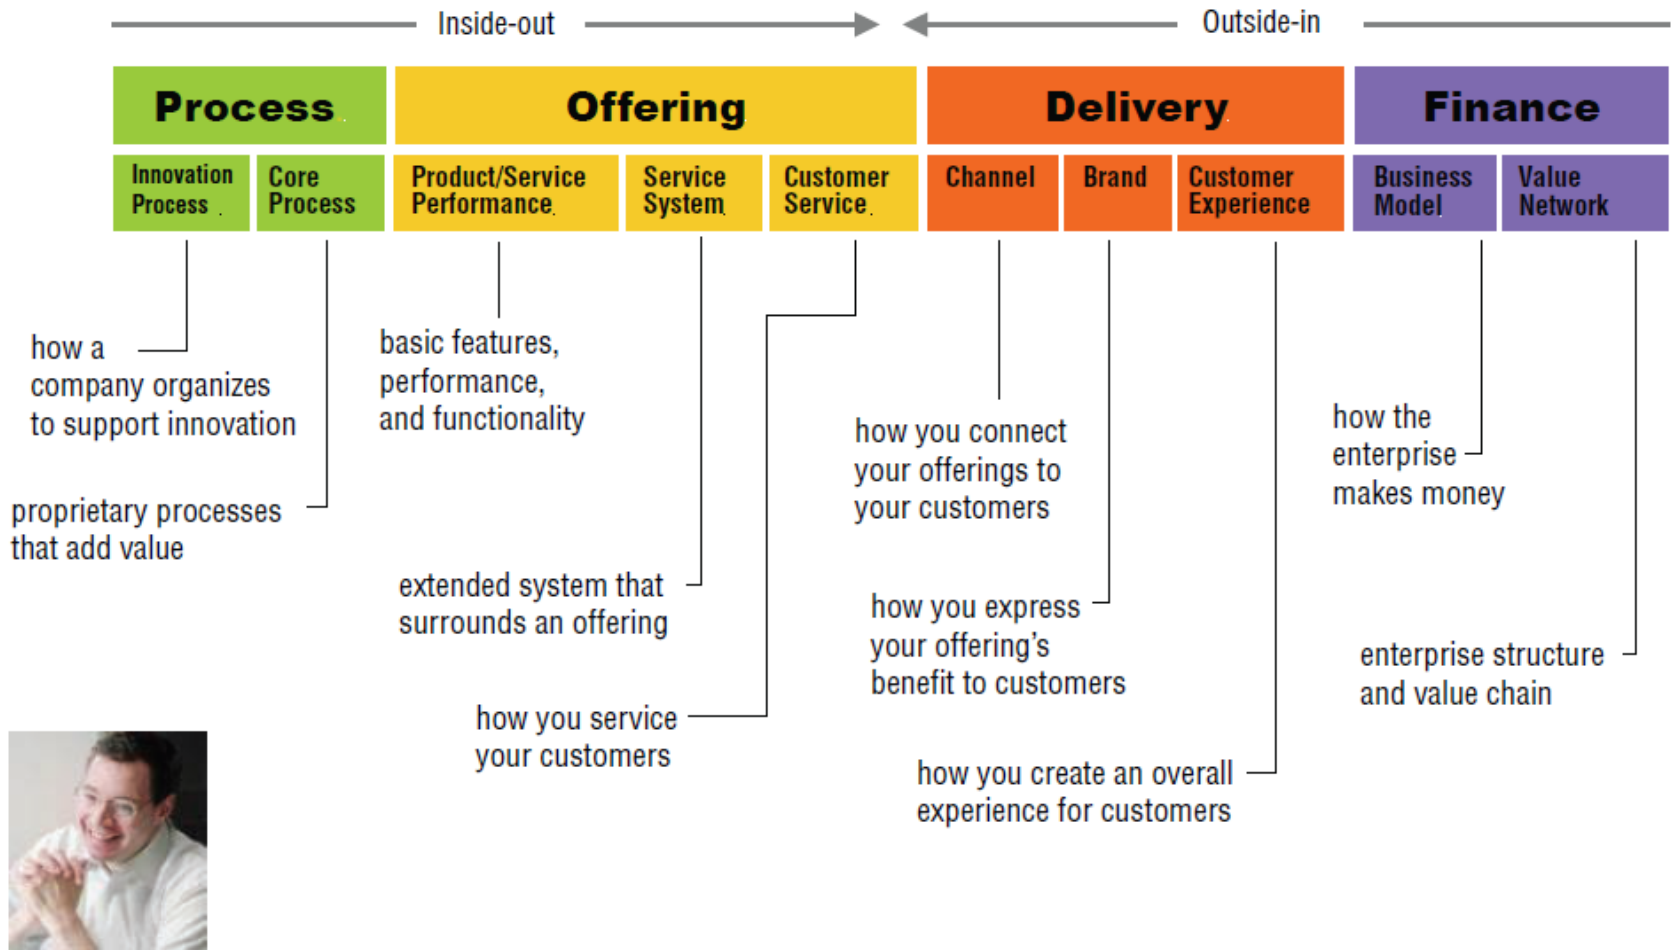 Inside-out
Outside-in
Process
Offering
Delivery
Finance
Innovation
Process
Core
Process
Product/Service
Performance
Service
System
Customer
Service
Channel
Brand
Customer
Experience
Business
Model
Value
Network
how a
company organizes
to support innovation
proprietary processes
that add value
basic features,
performance,
and functionality
extended system that
surrounds an offering
how you service
your customers
how you connect
your offerings to
your customers
how you express
your offering's
benefit to customers
how you create an overall
experience for customers
how the
enterprise
makes money
enterprise structure
and value chain